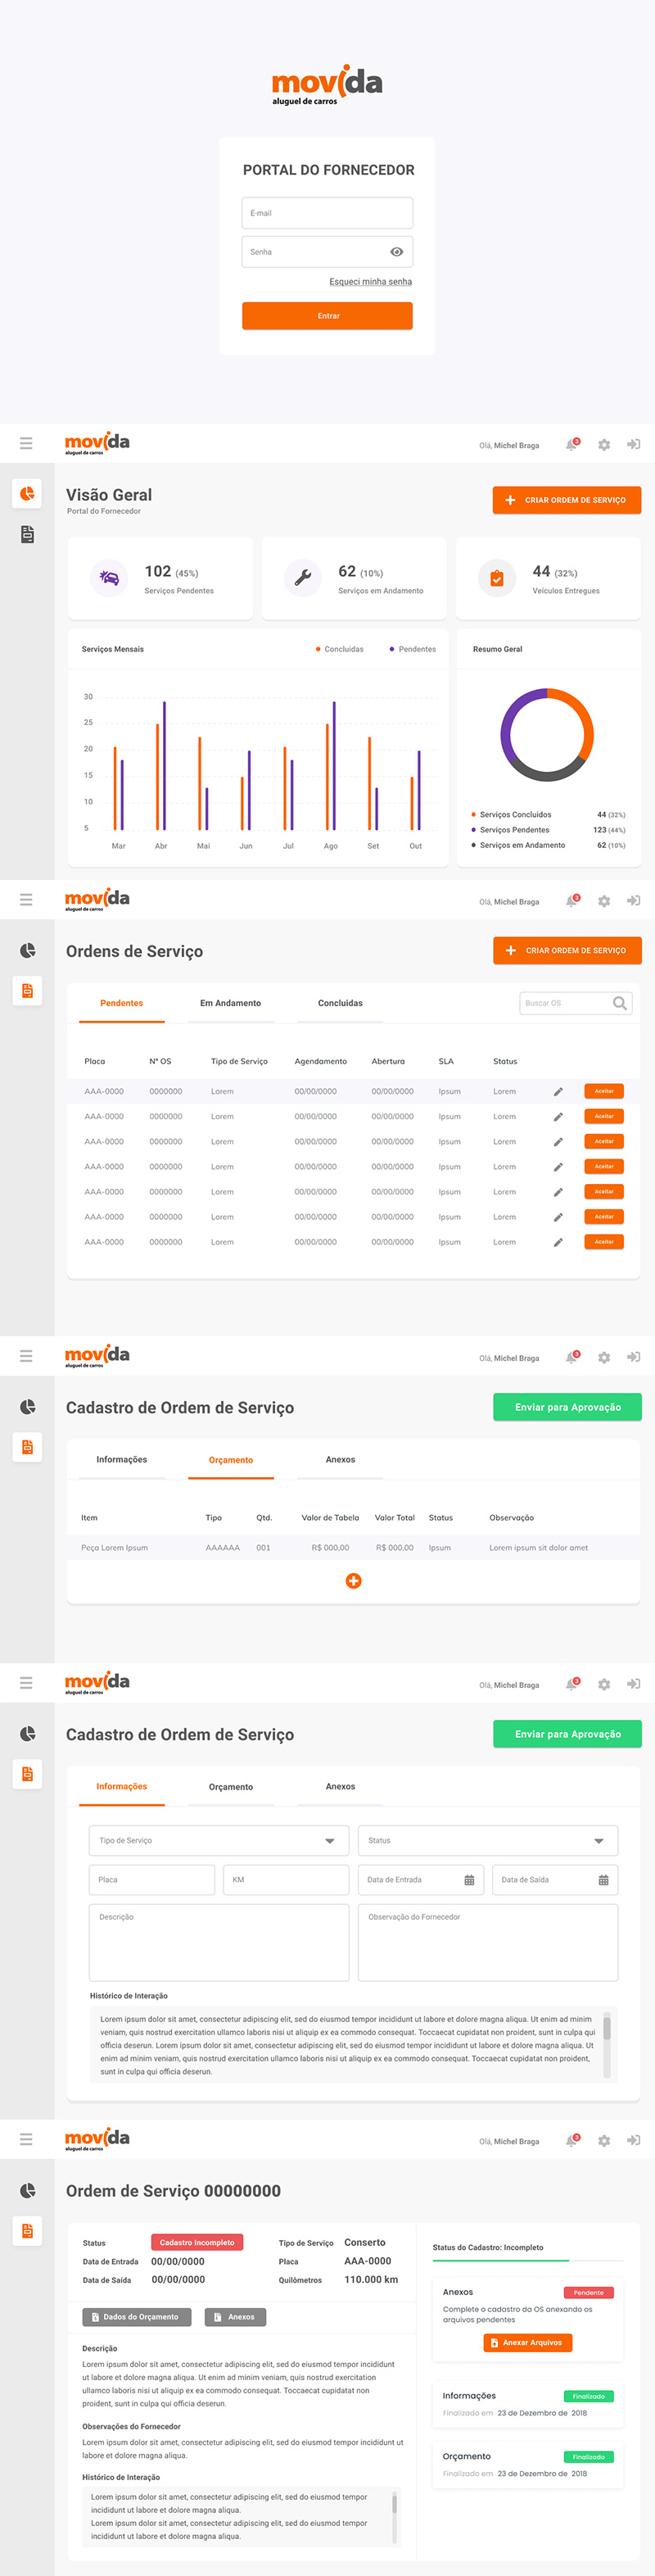 movida
aluguel de carros
PORTAL DO FORNECEDOR
E-mail
Senha
Esqueci minha senha
Entrar
movida
aluguel de carros
Olá, Michel Braga
3
Visão Geral
Portal do Fornecedor
CRIAR ORDEM DE SERVIÇO
102 (45%)
Serviços Pendentes
62 (10%)
Serviços em Andamento
44 (32%)
Veículos Entregues
Serviços Mensais
Concluidas
Pendentes
30
25
20
15
10
5
Mar Abr Mai Jun Jul Ago Set Out
Resumo Geral
Serviços Concluidos 44 (32%)
Serviços Pendentes 123 (44%)
Serviços em Andamento 62 (10%)
movida
aluguel de carros
Olá, Michel Braga
3
Ordens de Serviço
CRIAR ORDEM DE SERVIÇO
Pendentes Em Andamento Concluidas
Buscar OS
Placa Nº OS Tipo de Serviço Agendamento Abertura SLA Status
AAA-0000 0000000 Lorem 00/00/0000 00/00/0000 Ipsum Lorem Aceitar
AAA-0000 0000000 Lorem 00/00/0000 00/00/0000 Ipsum Lorem Aceitar
AAA-0000 0000000 Lorem 00/00/0000 00/00/0000 Ipsum Lorem Aceitar
AAA-0000 0000000 Lorem 00/00/0000 00/00/0000 Ipsum Lorem Aceitar
AAA-0000 0000000 Lorem 00/00/0000 00/00/0000 Ipsum Lorem Aceitar
AAA-0000 0000000 Lorem 00/00/0000 00/00/0000 Ipsum Lorem Aceitar
AAA-0000 0000000 Lorem 00/00/0000 00/00/0000 Ipsum Lorem Aceitar
movida
aluguel de carros
Olá, Michel Braga
3
Cadastro de Ordem de Serviço
Enviar para Aprovação
Informações Orçamento Anexos
Item Tipo Qtd. Valor de Tabela Valor Total Status Observação
Peça Lorem Ipsum AAAAAA 001 R$ 000,00 R$ 000,00 Ipsum Lorem ipsum sit dolor amet
movida
aluguel de carros
Olá, Michel Braga
3
Cadastro de Ordem de Serviço
Enviar para Aprovação
Informações Orçamento Anexos
Tipo de Serviço
Status
Placa
KM
Data de Entrada
Data de Saída
Descrição
Observação do Fornecedor
Histórico de Interação
Lorem ipsum dolor sit amet, consectetur adipiscing elit, sed do eiusmod tempor incididunt ut labore et dolore magna aliqua. Ut enim ad minim
veniam, quis nostrud exercitation ullamco laboris nisi ut aliquip ex ea commodo consequat. Toccaecat cupidatat non proident, sunt in culpa qui
officia deserun. Lorem ipsum dolor sit amet, consectetur adipiscing elit, sed do eiusmod tempor incididunt ut labore et dolore magna aliqua. Ut
enim ad minim veniam, quis nostrud exercitation ullamco laboris nisi ut aliquip ex ea commodo consequat. Toccaecat cupidatat non proident,
sunt in culpa qui officia deserun.
movida
aluguel de carros
Olá, Michel Braga
3
Ordem de Serviço 00000000
Status Cadastro Incompleto
Data de Entrada 00/00/0000
Data de Saída 00/00/0000
Tipo de Serviço Conserto
Placa AAA-0000
Quilômetros 110.000 km
Dados do Orçamento
Anexos
Descrição
Lorem ipsum dolor sit amet, consectetur adipiscing elit, sed do eiusmod tempor incididunt
ut labore et dolore magna aliqua. Ut enim ad minim veniam, quis nostrud exercitation
ullamco laboris nisi ut aliquip ex ea commodo consequat. Toccaecat cupidatat non
proident, sunt in culpa qui officia deserun.
Observações do Fornecedor
Lorem ipsum dolor sit amet, consectetur adipiscing elit, sed do eiusmod tempor incididunt ut
labore et dolore magna aliqua.
Histórico de Interação
Lorem ipsum dolor sit amet, consectetur adipiscing elit, sed do eiusmod tempor
incididunt ut labore et dolore magna aliqua.
Lorem ipsum dolor sit amet, consectetur adipiscing elit, sed do eiusmod tempor
incididunt ut labore et dolore magna aliqua.
Status do Cadastro: Incompleto
Anexos
Pendente
Complete o cadastro da OS anexando os
arquivos pendentes
Anexar Arquivos
Informações
Finalizado
Finalizado em 23 de Dezembro de 2018
Orçamento
Finalizado
Finalizado em 23 de Dezembro de 2018